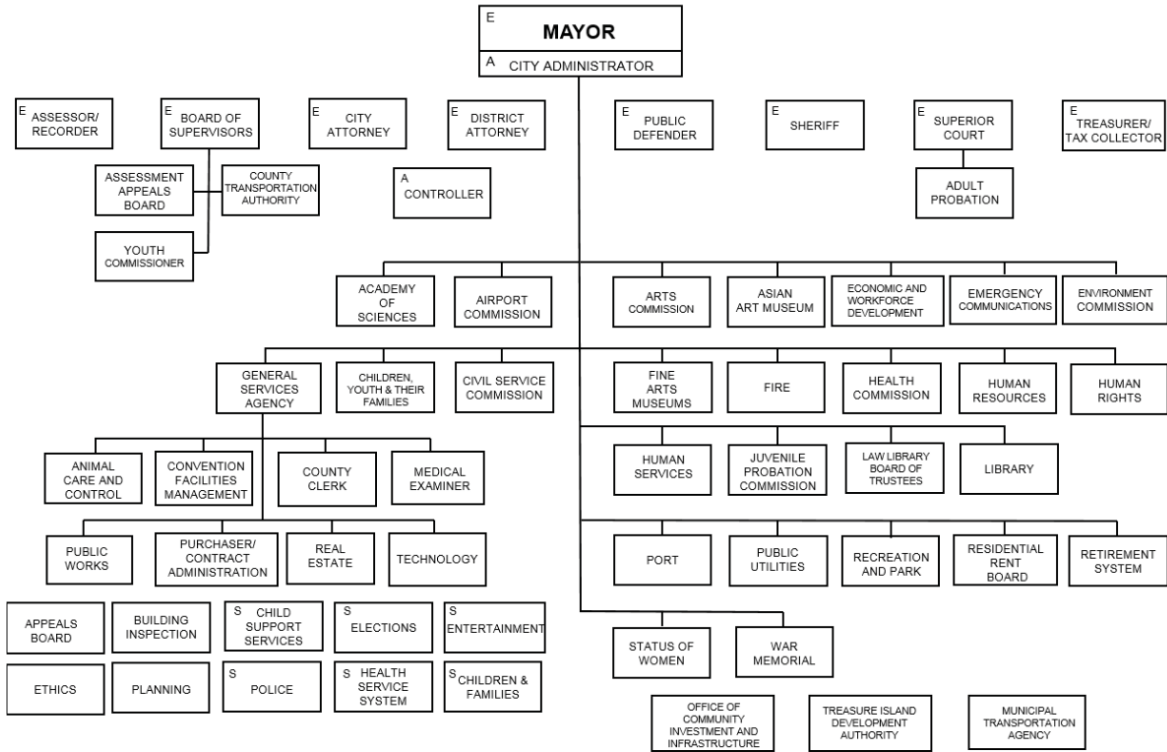 E
MAYOR
A
CITY ADMINISTRATOR
E
ASSESSOR/
RECORDER
E
BOARD OF
SUPERVISORS
E
CITY
ATTORNEY
E
DISTRICT
ATTORNEY
E
PUBLIC
DEFENDER
E
SHERIFF
E
SUPERIOR
COURT
E
TREASURER/
TAX COLLECTOR
ASSESSMENT
APPEALS
BOARD
COUNTY
TRANSPORTATION
AUTHORITY
A
CONTROLLER
ADULT
PROBATION
YOUTH
COMMISSIONER
ACADEMY
OF
SCIENCES
AIRPORT
COMMISSION
ARTS
COMMISSION
ASIAN
ART MUSEUM
ECONOMIC AND
WORKFORCE
DEVELOPMENT
EMERGENCY
COMMUNICATIONS
ENVIRONMENT
COMMISSION
GENERAL
SERVICES
AGENCY
CHILDREN,
YOUTH & THEIR
FAMILIES
CIVIL SERVICE
COMMISSION
FINE
ARTS
MUSEUMS
FIRE
HEALTH
COMMISSION
HUMAN
RESOURCES
HUMAN
RIGHTS
ANIMAL
CARE AND
CONTROL
CONVENTION
FACILITIES
MANAGEMENT
COUNTY
CLERK
MEDICAL
EXAMINER
HUMAN
SERVICES
JUVENILE
PROBATION
COMMISSION
LAW LIBRARY
BOARD OF
TRUSTEES
LIBRARY
PUBLIC
WORKS
PURCHASER/
CONTRACT
ADMINISTRATION
REAL
ESTATE
TECHNOLOGY
PORT
PUBLIC
UTILITIES
RECREATION
AND PARK
RESIDENTIAL
RENT
BOARD
RETIREMENT
SYSTEM
APPEALS
BOARD
BUILDING
INSPECTION
S
CHILD
SUPPORT
SERVICES
S
ELECTIONS
S
ENTERTAINMENT
STATUS OF
WOMEN
WAR
MEMORIAL
ETHICS
PLANNING
S
POLICE
S
HEALTH
SERVICE
SYSTEM
S
CHILDREN &
FAMILIES
OFFICE OF
COMMUNITY
INVESTMENT AND
INFRASTRUCTURE
TREASURE ISLAND
DEVELOPMENT
AUTHORITY
MUNICIPAL
TRANSPORTATION
AGENCY